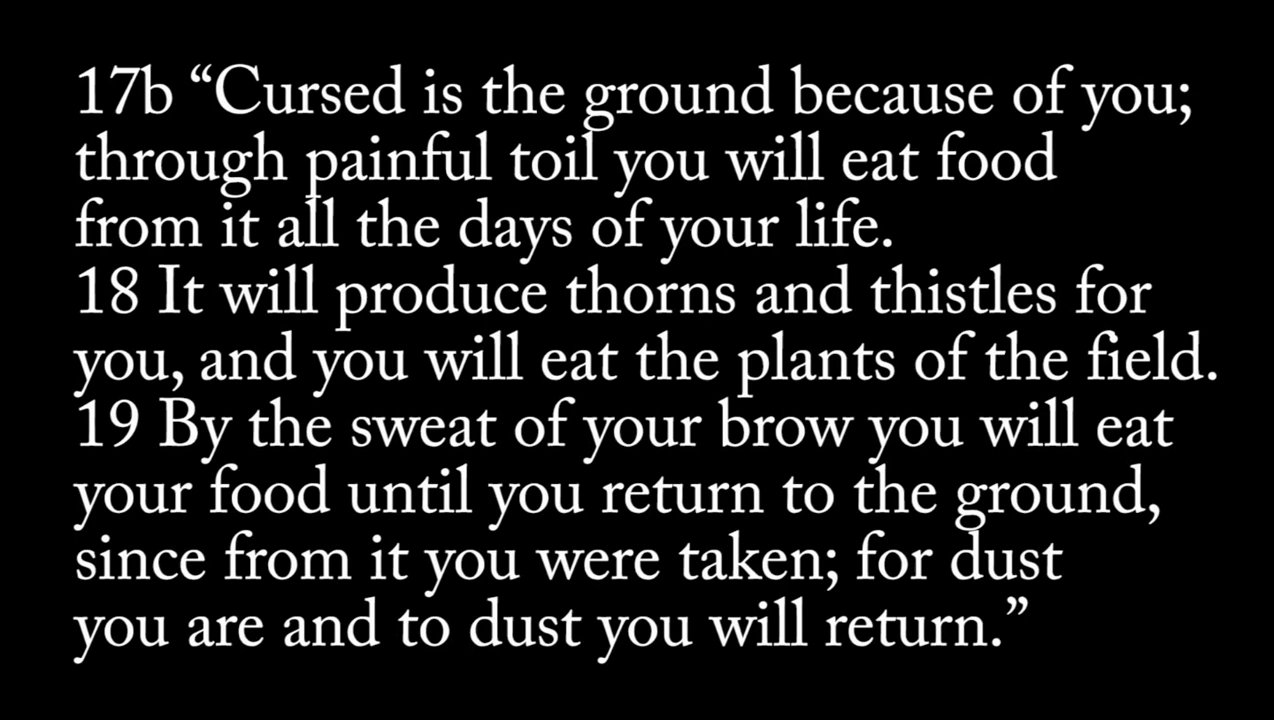 17b “Cursed is the ground because of you;
through painful toil you will eat food
from it all the days of your life.
18 It will produce thorns and thistles for
you, and you will eat the plants of the field.
19 By the sweat of your brow you will eat
your food until you return to the ground,
since from it you were taken; for dust
you are and to dust you will return.”